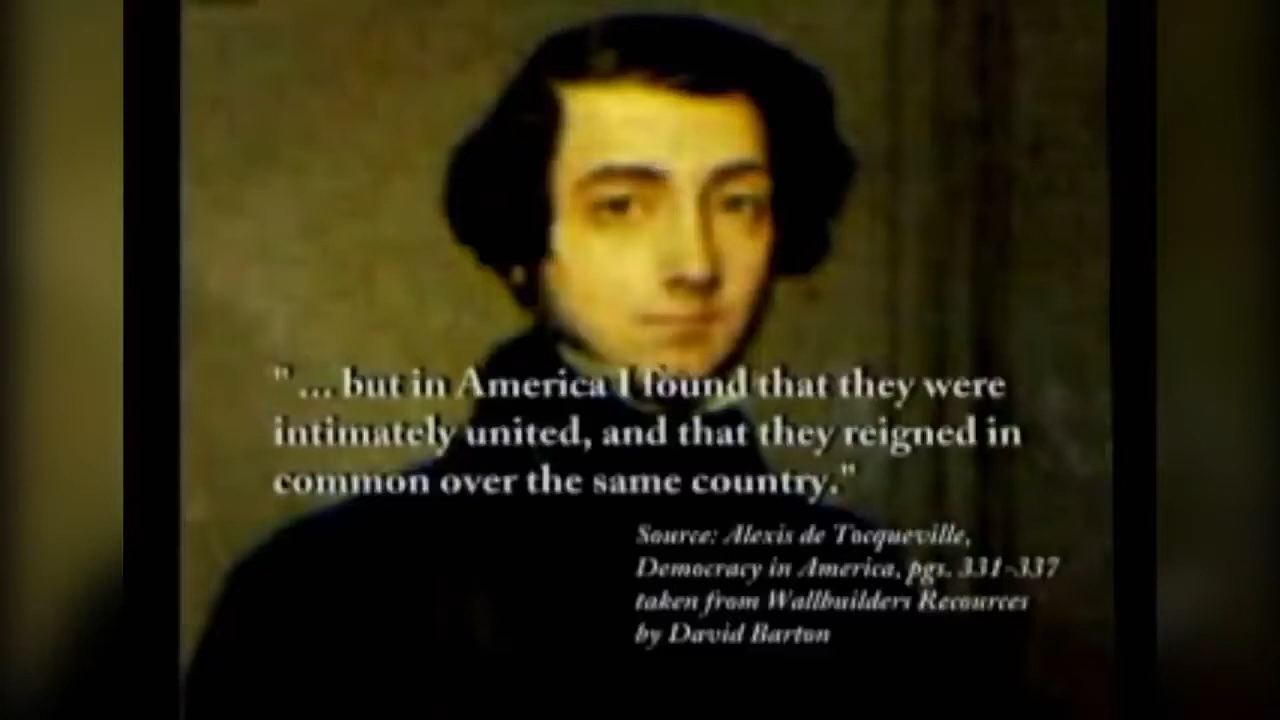 " ... but in America I found that they were
intimately united, and that they reigned in
common over the same country."
Source: Alexis de Tocqueville,
Democracy in America, pgs. 331-337
taken from Wallbuilders Recources
by David Barton